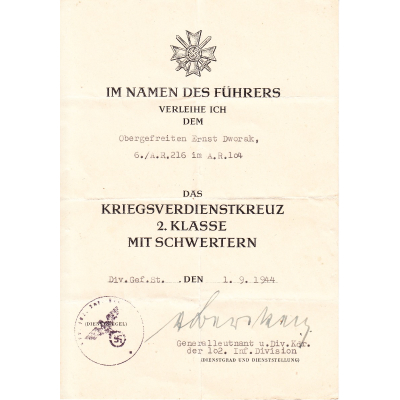 IM NAMEN DES FÜHRERS
VERLEIHE ICH
DEM
Obergefreiten Ernst Dworak,
6./A.R.216 im A.R.104
DAS
KRIEGSVERDIENSTKREUZ
2. KLASSE
MIT SCHWERTERN
Div.Gef.St. .DEN 1. 9. 1944
(DIENSTSIEGEL)
Generalleutnant u. Div.Kdr.
der 102. Inf.Division
(DIENSTGRAD UND DIENSTSTELLUNG)